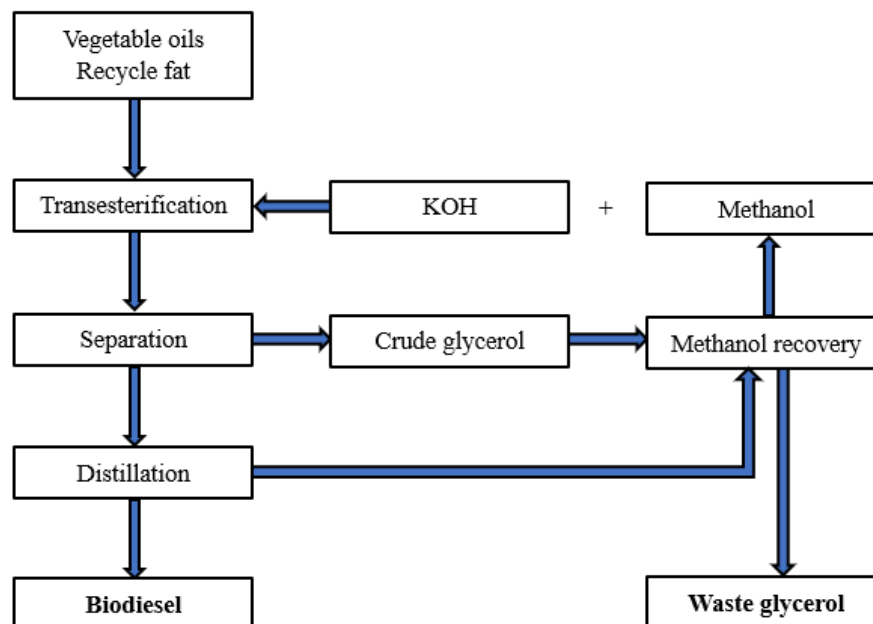 Vegetable oils
Recycle fat
Transesterification
KOH
+
Methanol
Separation
Crude glycerol
Methanol recovery
Distillation
Biodiesel
Waste glycerol